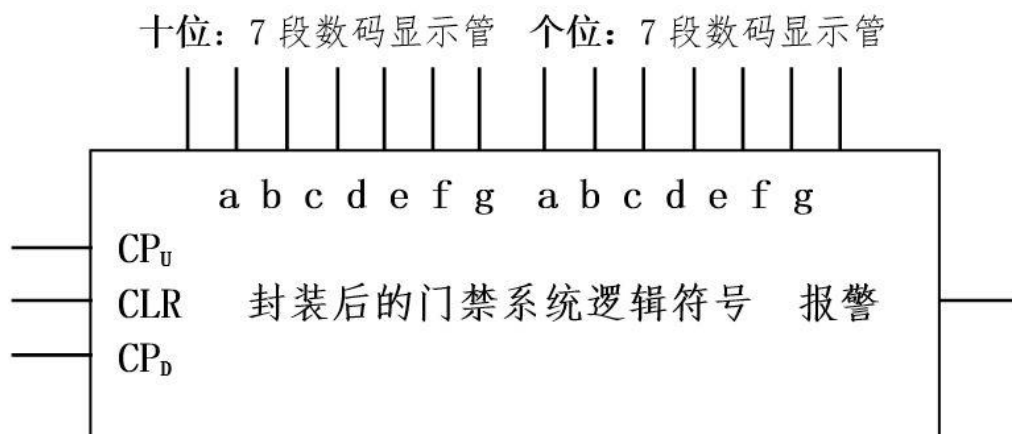 十位：7 段数码显示管 个位：7 段数码显示管
a b c d e f g a b c d e f g
CPU
CLR 封装后的门禁系统逻辑符号 报警
CPD